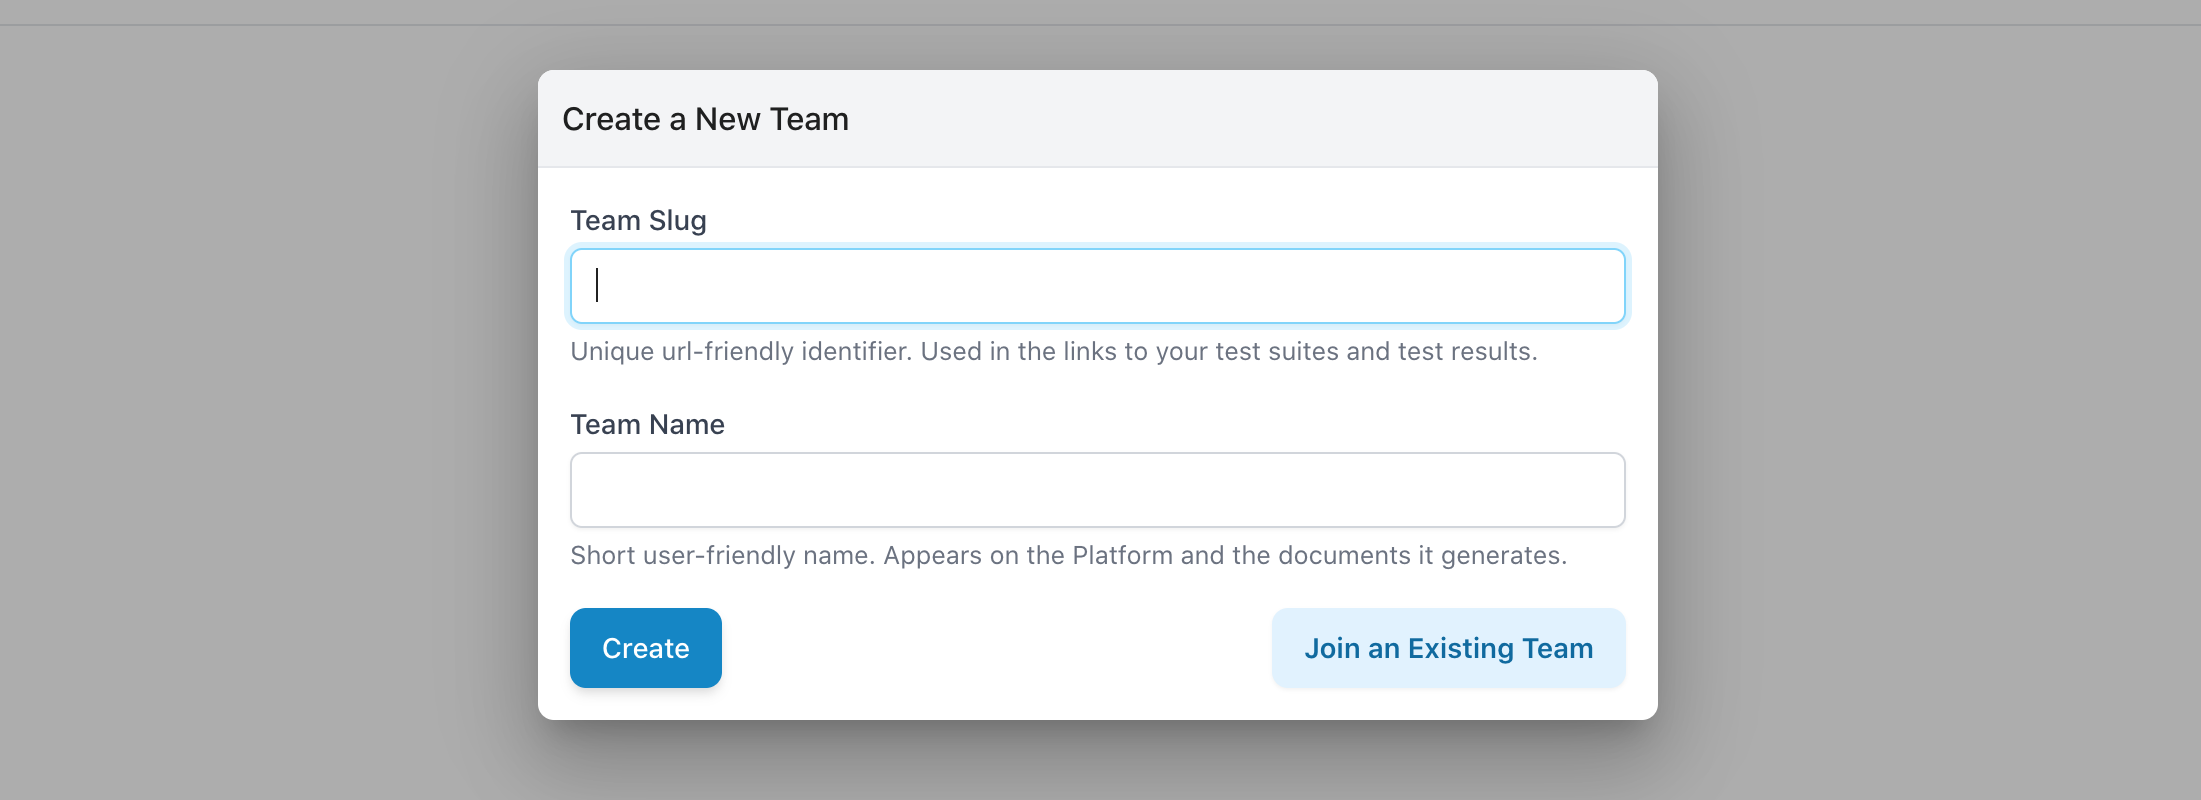 Create a New Team
Team Slug
Unique url-friendly identifier. Used in the links to your test suites and test results.
Team Name
Short user-friendly name. Appears on the Platform and the documents it generates.
Create
Join an Existing Team